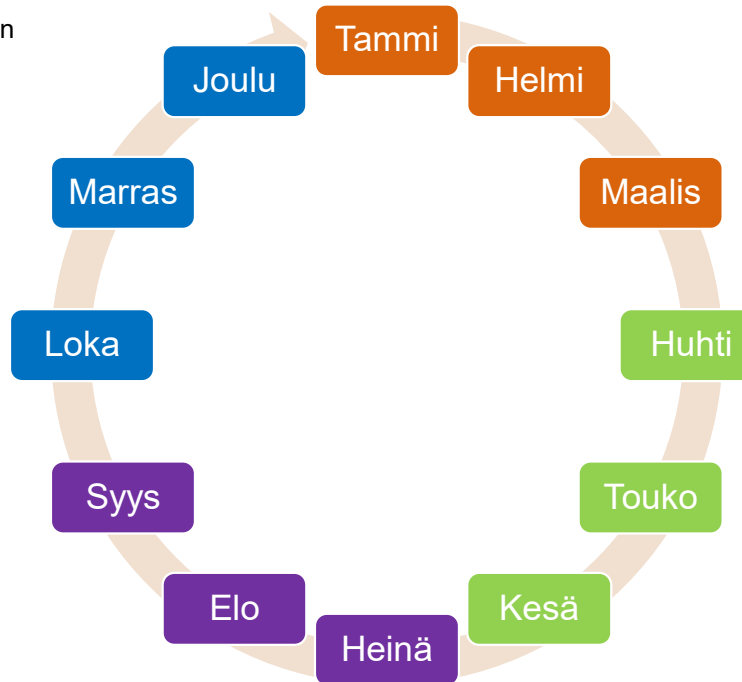 n
Tammi
Helmi
Maalis
Huhti
Touko
Kesä
Heinä
Elo
Syys
Loka
Marras
Joulu